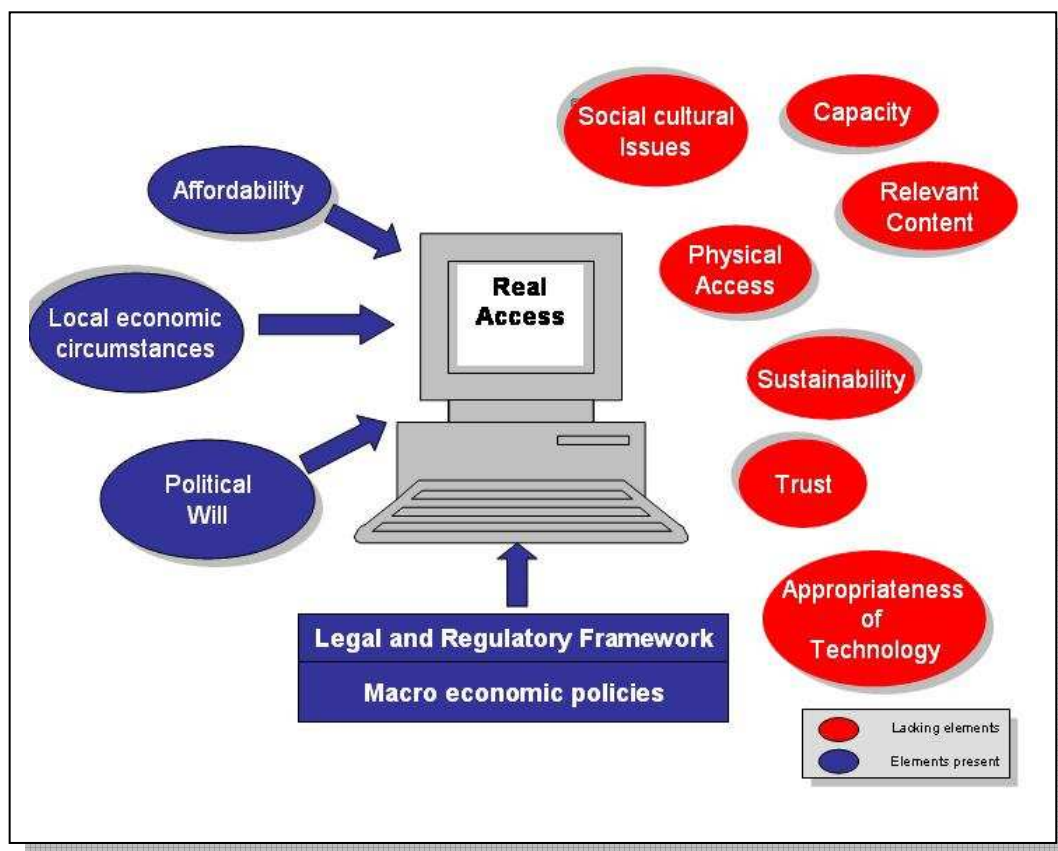 Social cultural
Issues
Capacity
Affordability
Relevant
Content
Physical
Access
Real
Access
Local economic
circumstances
Sustainability
Political
Will
Trust
Appropriateness
of
Technology
Legal and Regulatory Framework
Macro economic policies
Lacking elements
Elements present